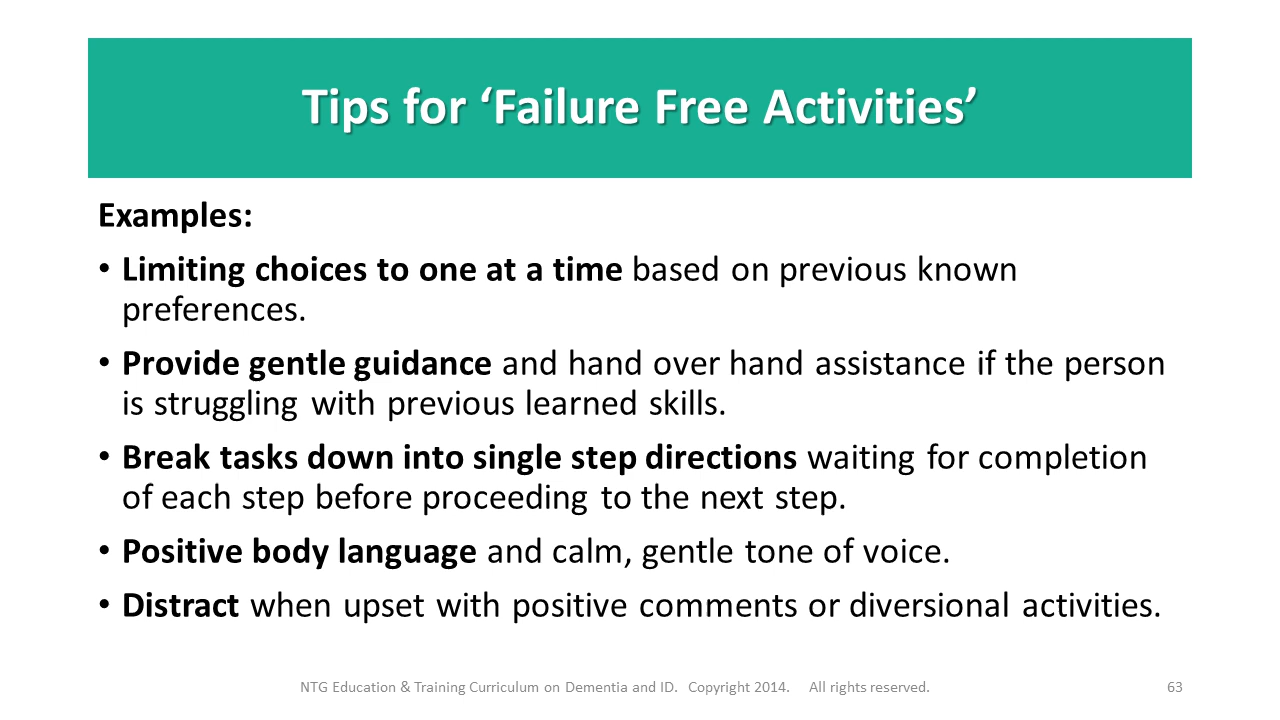 Tips for ‘Failure Free Activities’
Examples:
• Limiting choices to one at a time based on previous known
preferences.
• Provide gentle guidance and hand over hand assistance if the person
is struggling with previous learned skills.
• Break tasks down into single step directions waiting for completion
of each step before proceeding to the next step.
• Positive body language and calm, gentle tone of voice.
• Distract when upset with positive comments or diversional activities.
NTG Education & Training Curriculum on Dementia and ID. Copyright 2014. All rights reserved. 63